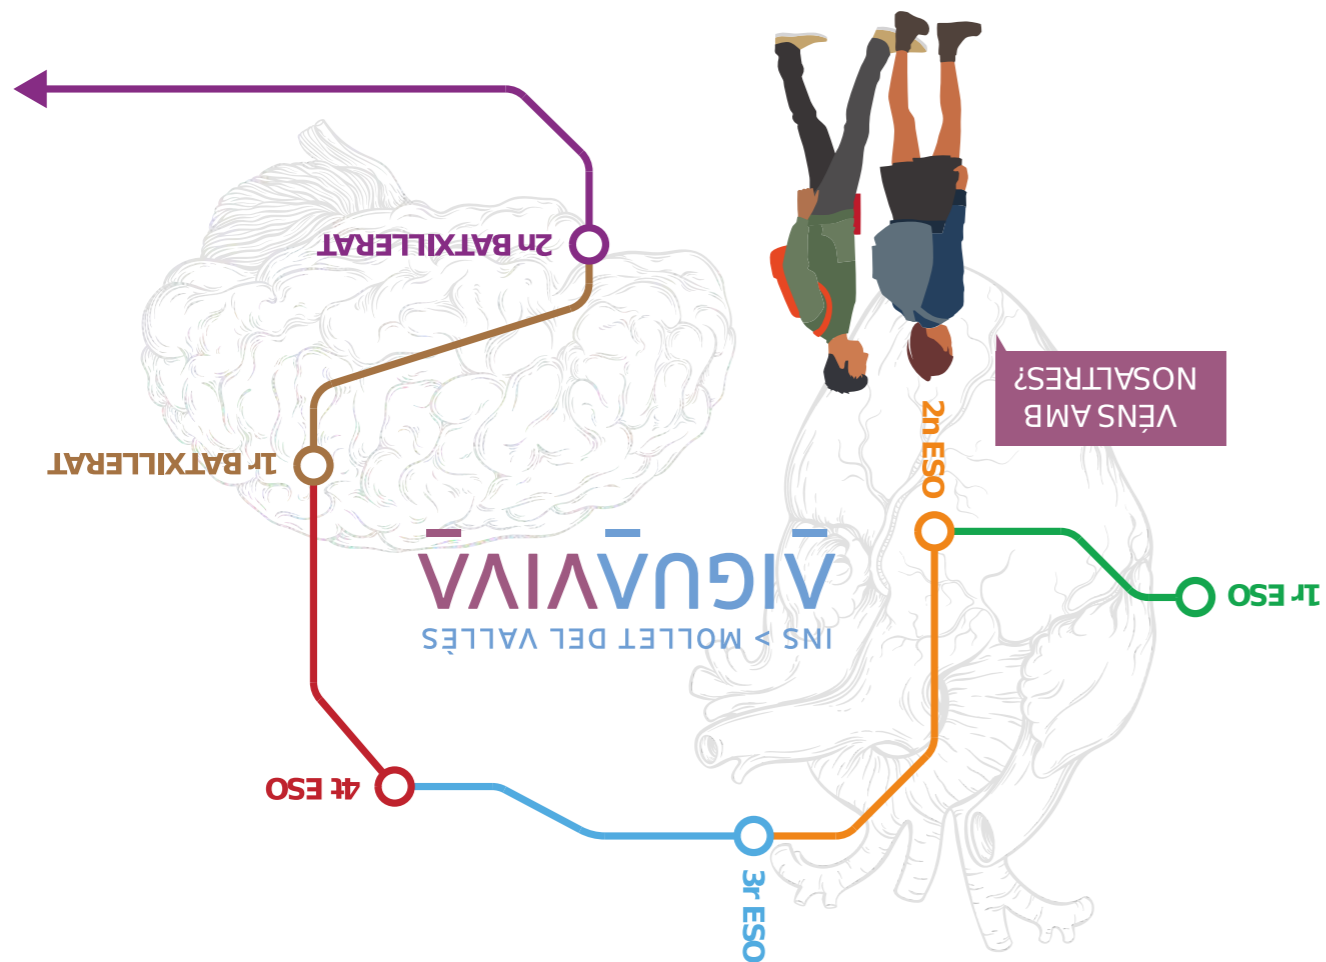 3r ESO
4t ESO
INS > MOLLET DEL VALLÈS
AIGUAVIVA
1r ESO
2n ESO
1r BATXILLERAT
VÉNS AMB
NOSALTRES?
2n BATXILLERAT